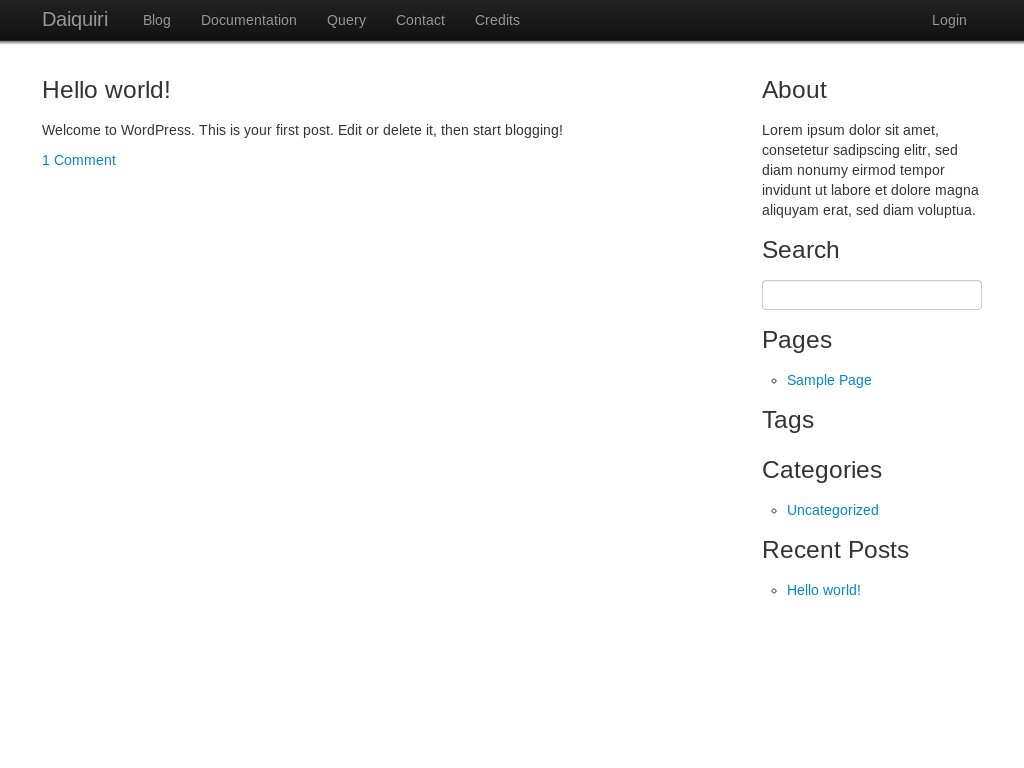 Daiquiri Blog Documentation Query Contact Credits Login
Hello world!
Welcome to WordPress. This is your first post. Edit or delete it, then start blogging!
1 Comment
About
Lorem ipsum dolor sit amet,
consetetur sadipscing elitr, sed
diam nonumy eirmod tempor
invidunt ut labore et dolore magna
aliquyam erat, sed diam voluptua.
Search
Pages
Sample Page
Tags
Categories
Uncategorized
Recent Posts
Hello world!